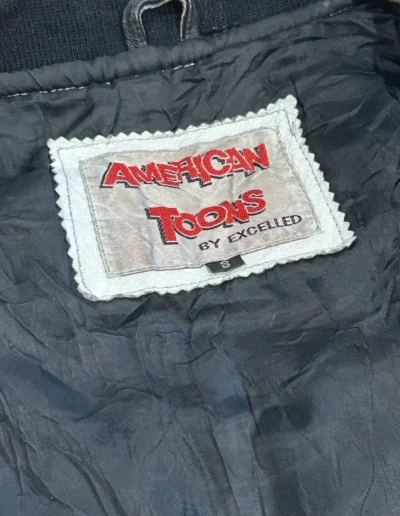 AMERICAN
TOONS
BY EXCELLED
S